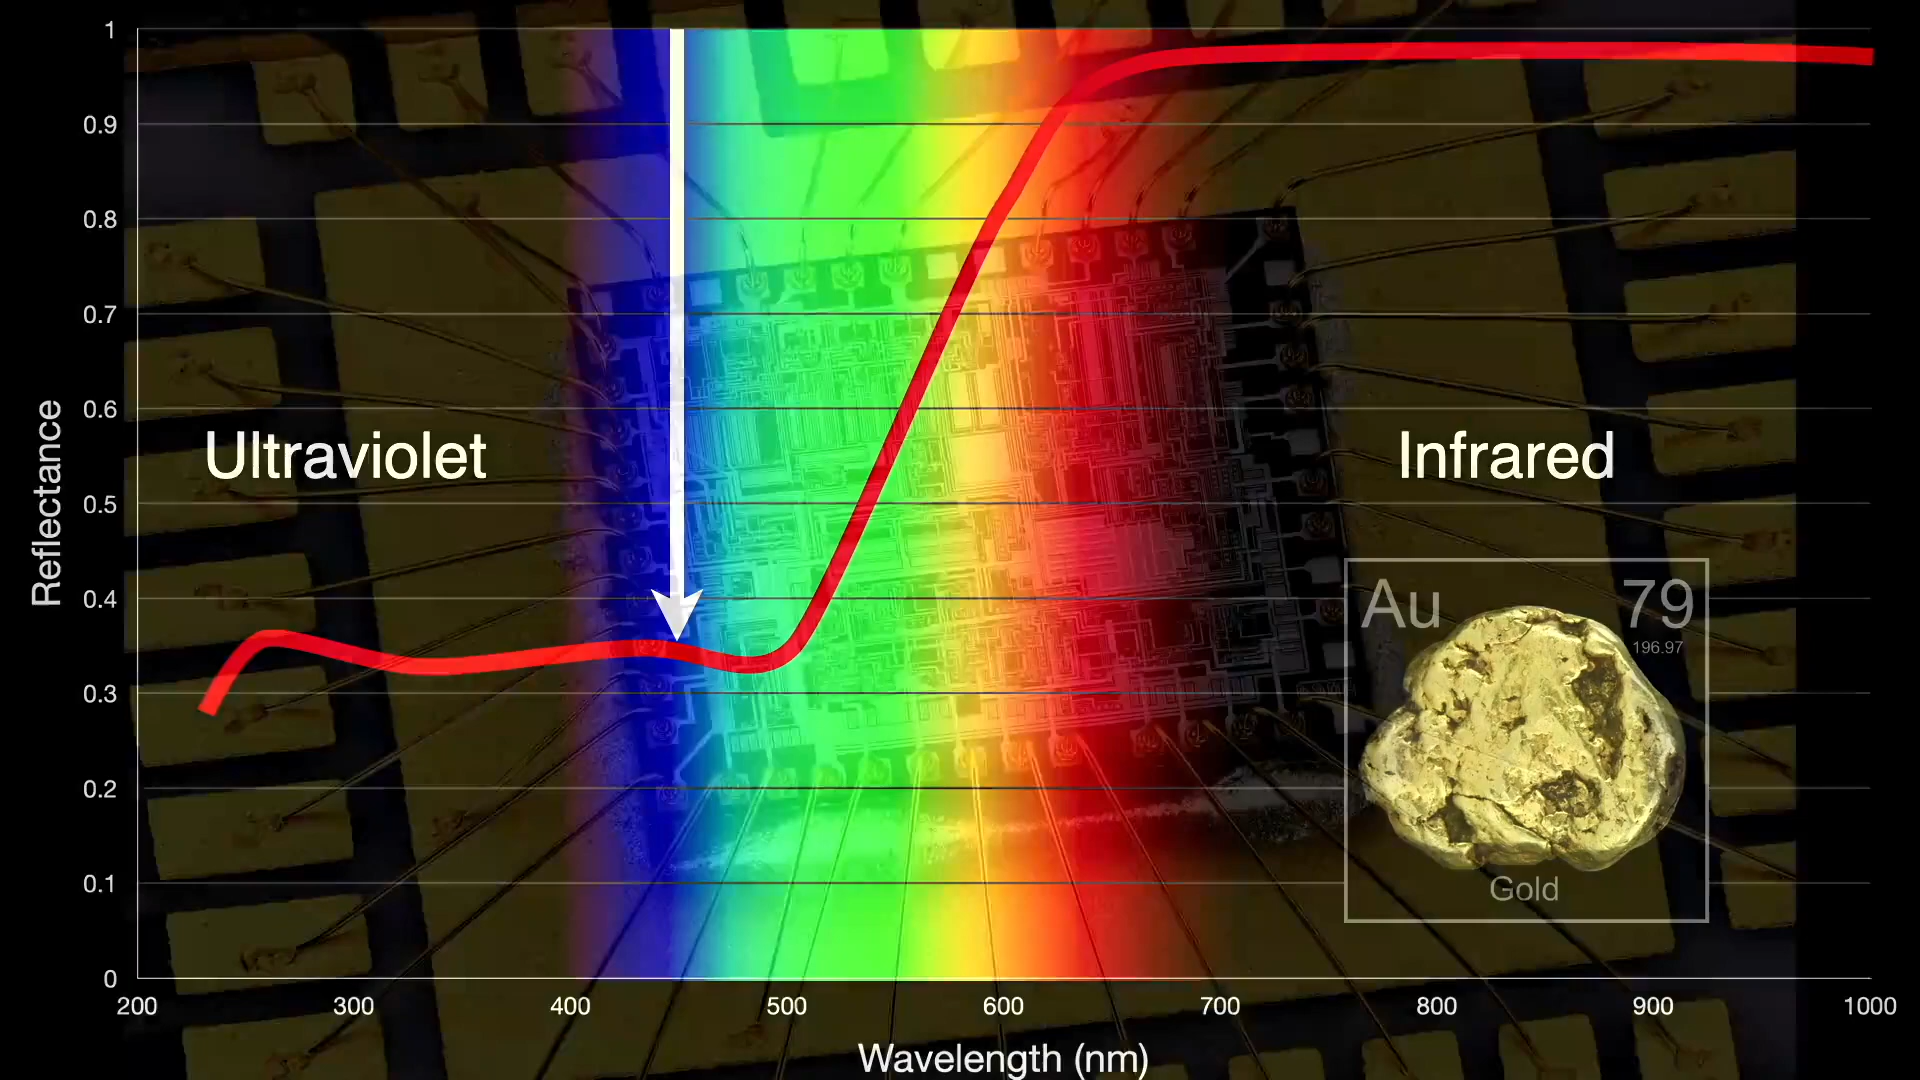 1
0.9
0.8
0.7
0.6
0.5
0.4
0.3
0.2
0.1
0
Reflectance
Ultraviolet
Infrared
Au 79
196.97
Gold
200 300 400 500 600 700 800 900 1000
Wavelength (nm)